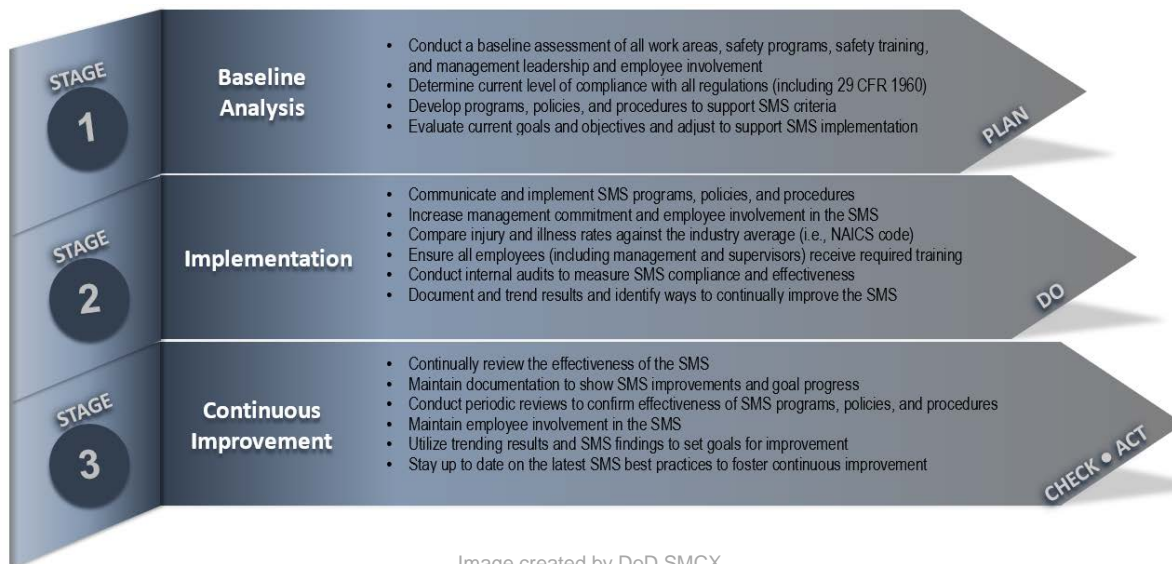 STAGE
1
Baseline
Analysis
• Conduct a baseline assessment of all work areas, safety programs, safety training,
and management leadership and employee involvement
• Determine current level of compliance with all regulations (including 29 CFR 1960)
• Develop programs, policies, and procedures to support SMS criteria
• Evaluate current goals and objectives and adjust to support SMS implementation
PLAN
STAGE
2
Implementation
• Communicate and implement SMS programs, policies, and procedures
• Increase management commitment and employee involvement in the SMS
• Compare injury and illness rates against the industry average (i.e., NAICS code)
• Ensure all employees (including management and supervisors) receive required training
• Conduct internal audits to measure SMS compliance and effectiveness
• Document and trend results and identify ways to continually improve the SMS
DO
STAGE
3
Continuous
Improvement
• Continually review the effectiveness of the SMS
• Maintain documentation to show SMS improvements and goal progress
• Conduct periodic reviews to confirm effectiveness of SMS programs, policies, and procedures
• Maintain employee involvement in the SMS
• Utilize trending results and SMS findings to set goals for improvement
• Stay up to date on the latest SMS best practices to foster continuous improvement
CHECK ● ACT
Image created by DoD SMCX